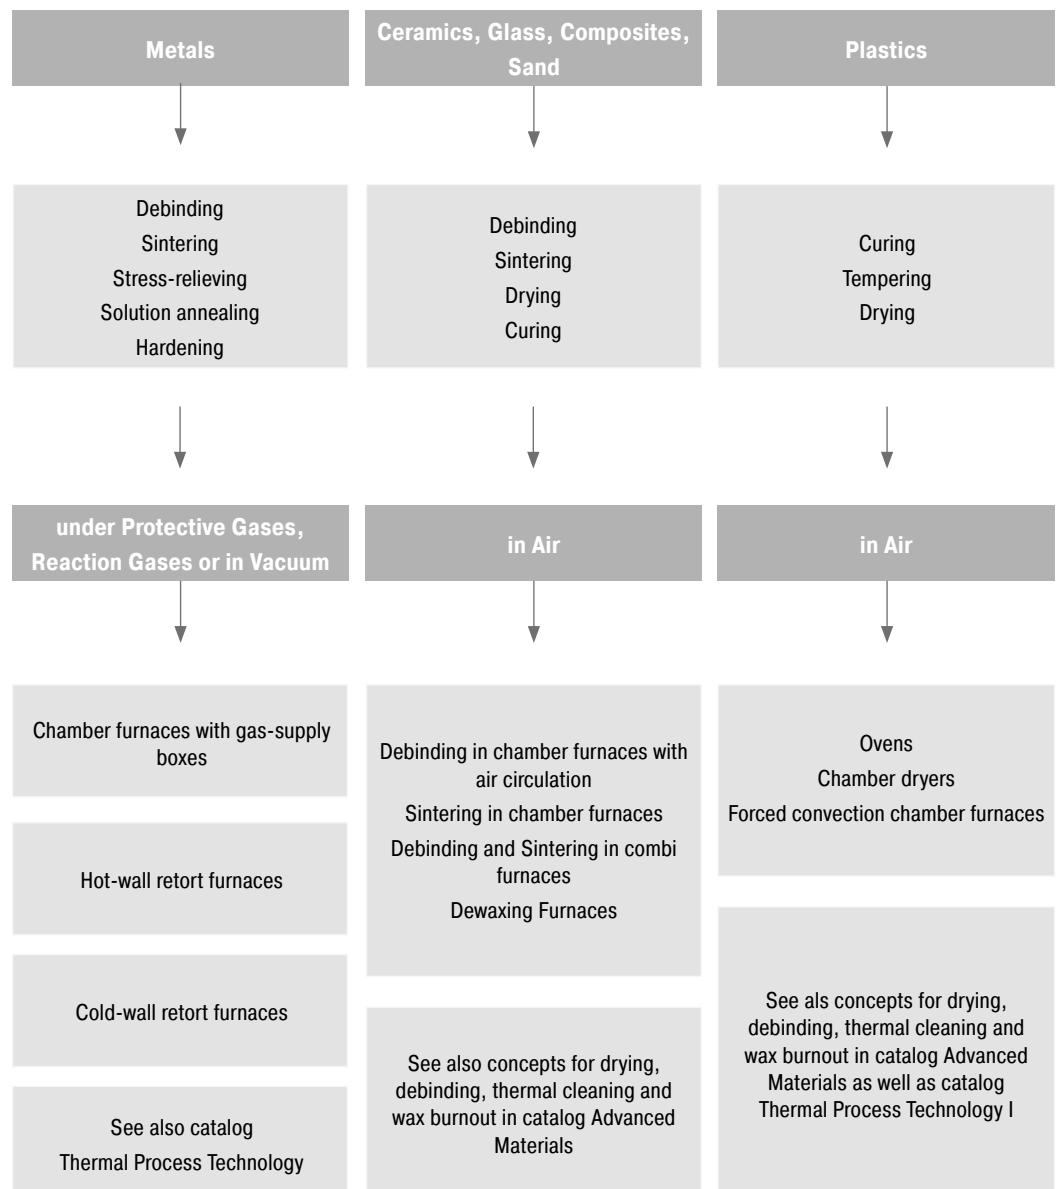 Metals
Ceramics, Glass, Composites,
Sand
Plastics
Debinding
Sintering
Stress-relieving
Solution annealing
Hardening
Debinding
Sintering
Drying
Curing
Curing
Tempering
Drying
under Protective Gases,
Reaction Gases or in Vacuum
in Air
in Air
Chamber furnaces with gas-supply
boxes
Hot-wall retort furnaces
Cold-wall retort furnaces
See also catalog
Thermal Process Technology
Debinding in chamber furnaces with
air circulation
Sintering in chamber furnaces
Debinding and Sintering in combi
furnaces
Dewaxing Furnaces
See also concepts for drying,
debinding, thermal cleaning and
wax burnout in catalog Advanced
Materials
Ovens
Chamber dryers
Forced convection chamber furnaces
See als concepts for drying,
debinding, thermal cleaning and
wax burnout in catalog Advanced
Materials as well as catalog
Thermal Process Technology I